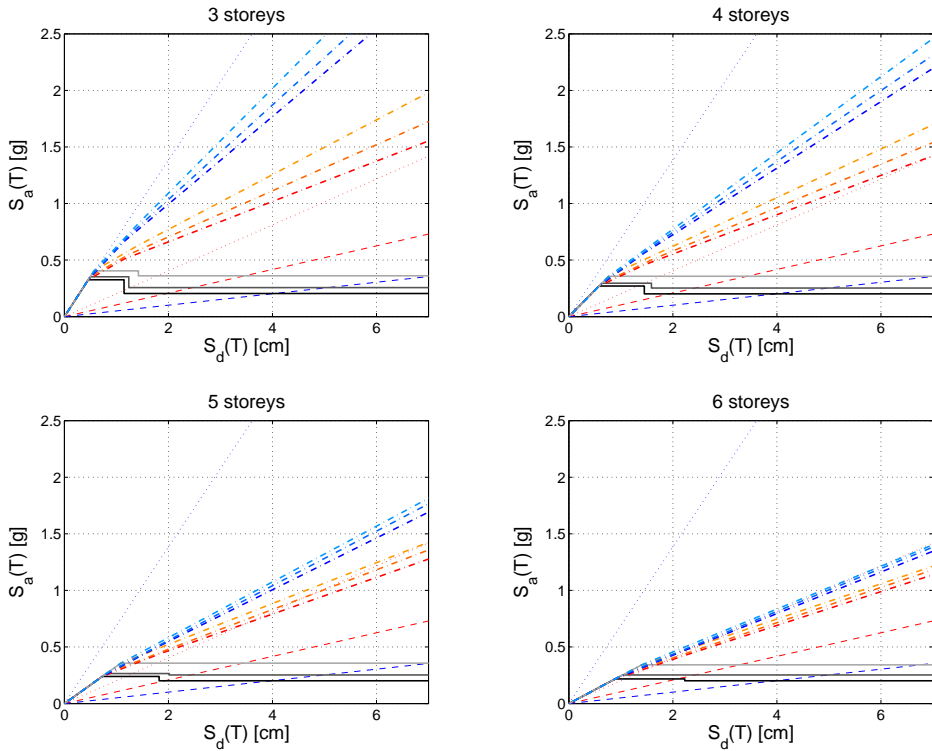 3 storeys
4 storeys
2.5
2
1.5
1
0.5
0
S_a(T) [g]
0 2 4 6
S_d(T) [cm]
2.5
2
1.5
1
0.5
0
S_a(T) [g]
0 2 4 6
S_d(T) [cm]
5 storeys
6 storeys
2.5
2
1.5
1
0.5
0
S_a(T) [g]
0 2 4 6
S_d(T) [cm]
2.5
2
1.5
1
0.5
0
S_a(T) [g]
0 2 4 6
S_d(T) [cm]